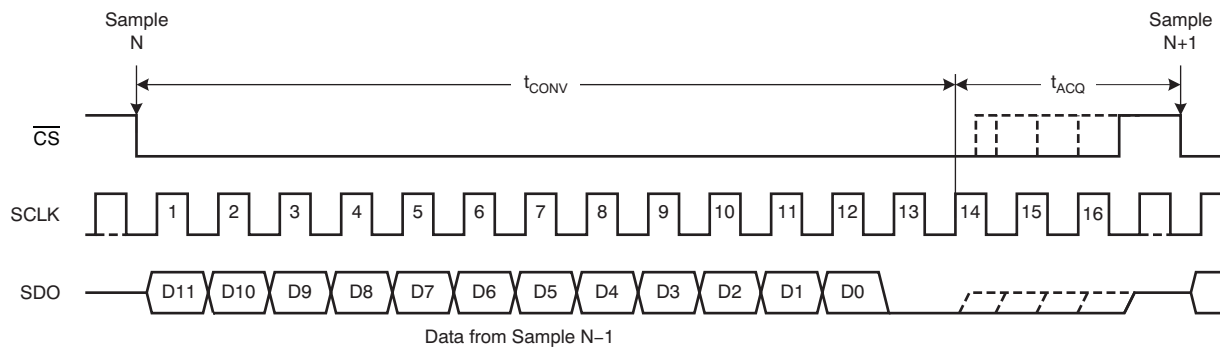 Sample
N
Sample
N+1
tCONV
tACQ
CS
SCLK
1 2 3 4 5 6 7 8 9 10 11 12 13 14 15 16
SDO
D11 D10 D9 D8 D7 D6 D5 D4 D3 D2 D1 D0
Data from Sample N−1